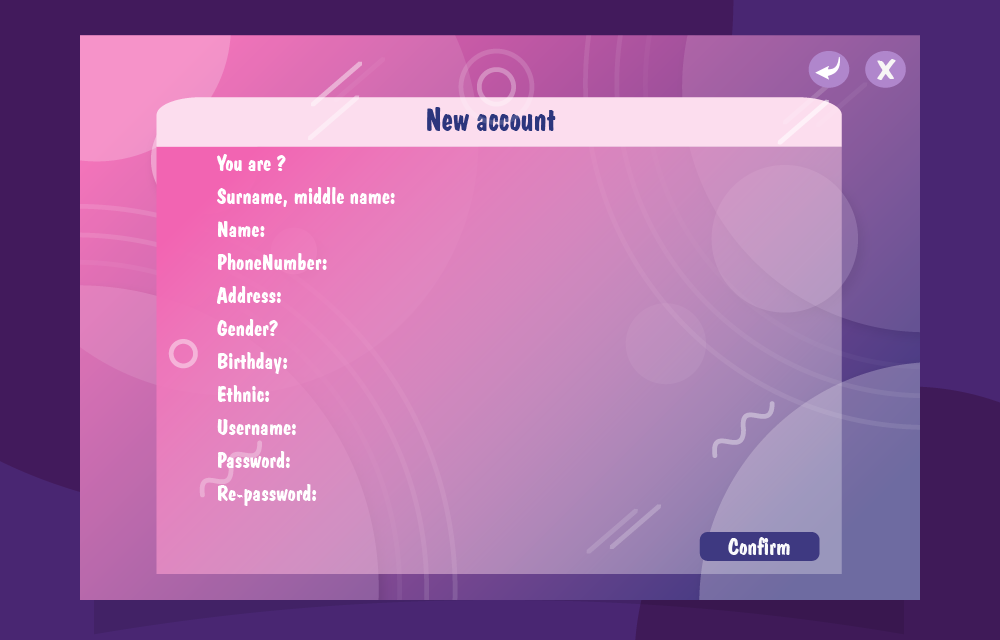 X
New account
You are ?
Surname, middle name:
Name:
PhoneNumber:
Address:
Gender?
Birthday:
Ethnic:
Username:
Password:
Re-password:
Confirm